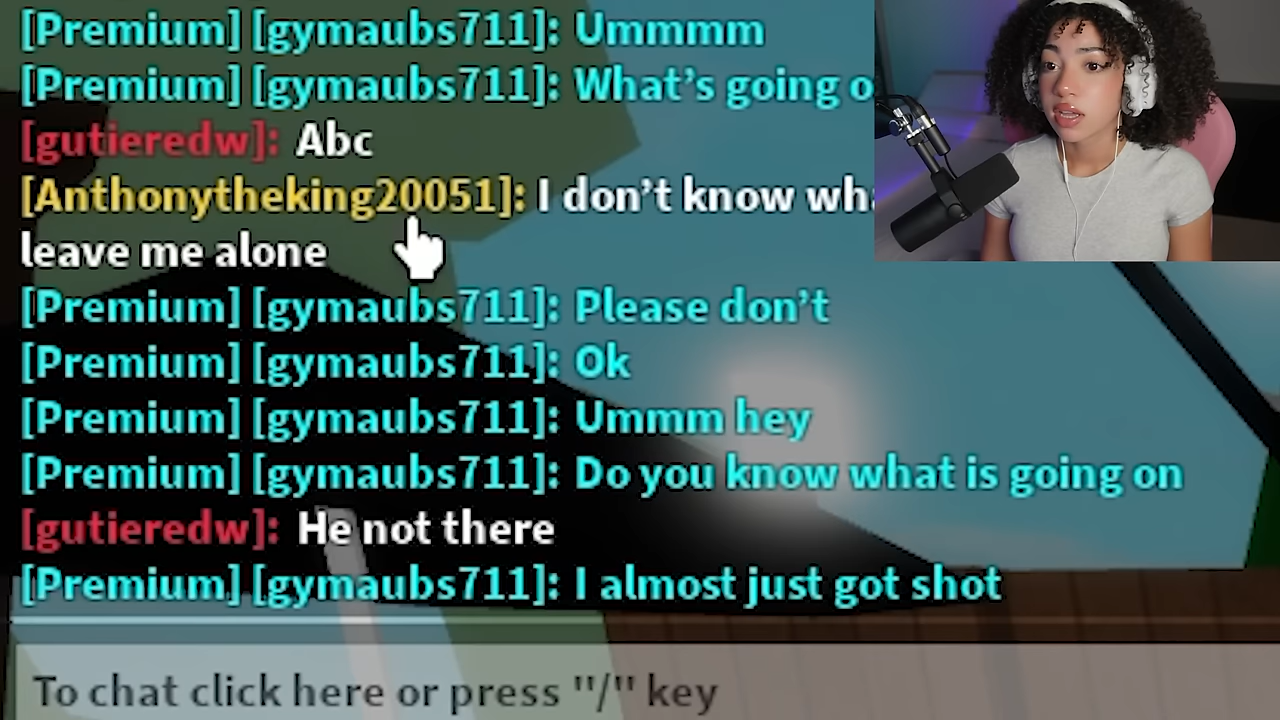 [Premium] [gymaubs711]: Ummmm
[Premium] [gymaubs711]: What's going
[gutieredw]: Abc
[Anthonytheking20051]: I don't know
leave me alone
[Premium] [gymaubs711]: Please don't
[Premium] [gymaubs711]: Ok
[Premium] [gymaubs711]: Ummm hey
[Premium] [gymaubs711]: Do you know what is going on
[gutieredw]: He not there
[Premium] [gymaubs711]: I almost just got shot
To chat click here or press "/" key